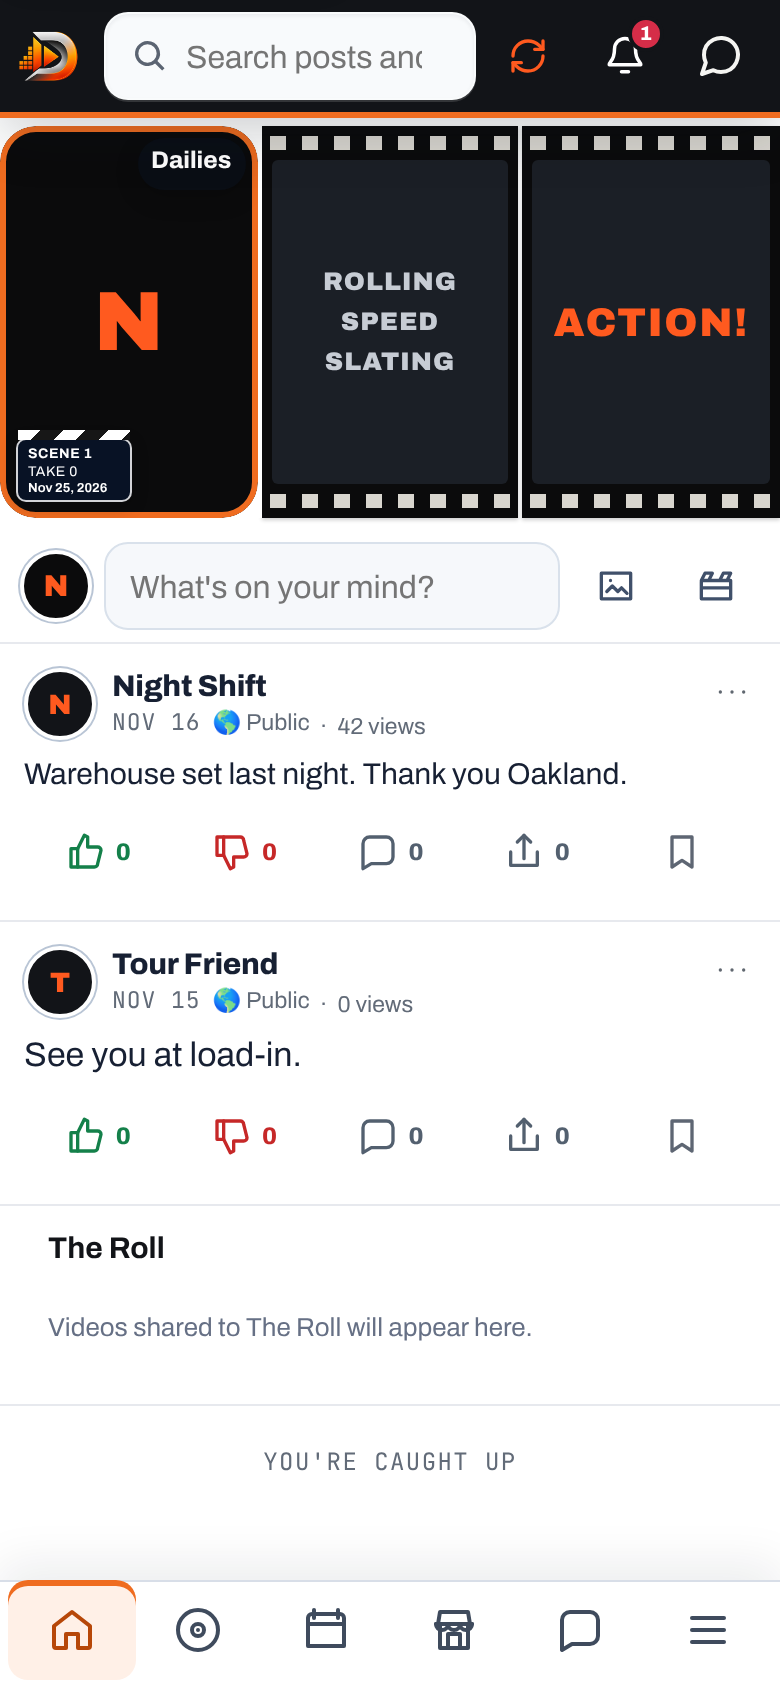 Search posts and
1
Dailies
N
SCENE 1
TAKE 0
Nov 25, 2026
ROLLING
SPEED
SLATING
ACTION!
N
What's on your mind?
N
Night Shift
...
NOV 16 🌎 Public · 42 views
Warehouse set last night. Thank you Oakland.
0 0 0 0
T
Tour Friend
...
NOV 15 🌎 Public · 0 views
See you at load-in.
0 0 0 0
The Roll
Videos shared to The Roll will appear here.
YOU'RE CAUGHT UP